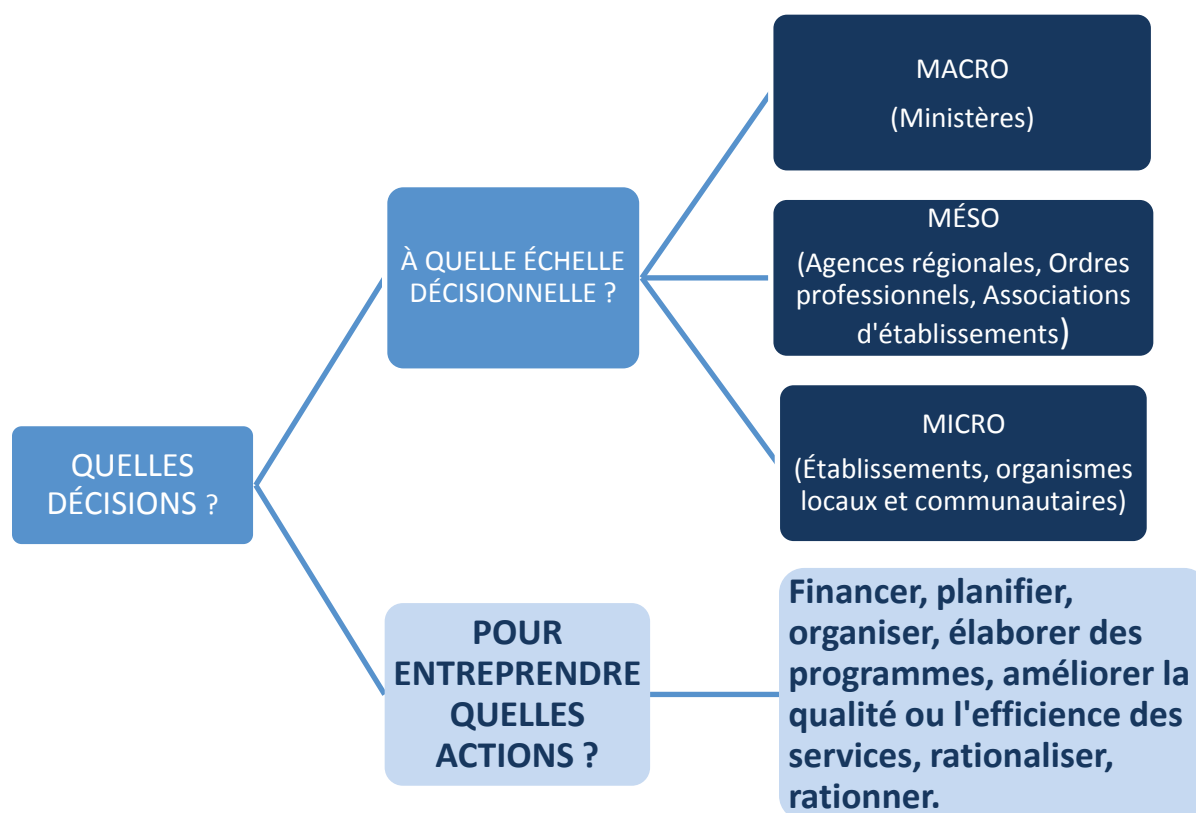 MACRO
(Ministères)
À QUELLE ÉCHELLE
DÉCISIONNELLE ?
MÉSO
(Agences régionales, Ordres
professionnels, Associations
d'établissements)
MICRO
(Établissements, organismes
locaux et communautaires)
QUELLES
DÉCISIONS ?
POUR
ENTREPRENDRE
QUELLES
ACTIONS ?
Financer, planifier,
organiser, élaborer des
programmes, améliorer la
qualité ou l'efficience des
services, rationaliser,
rationner.